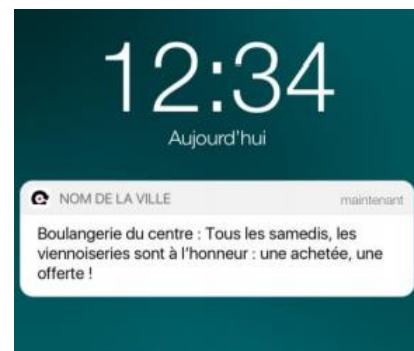 12:34
Aujourd'hui
NOM DE LA VILLE maintenant
Boulangerie du centre : Tous les samedis, les
viennoiseries sont à l'honneur : une achetée, une
offerte !